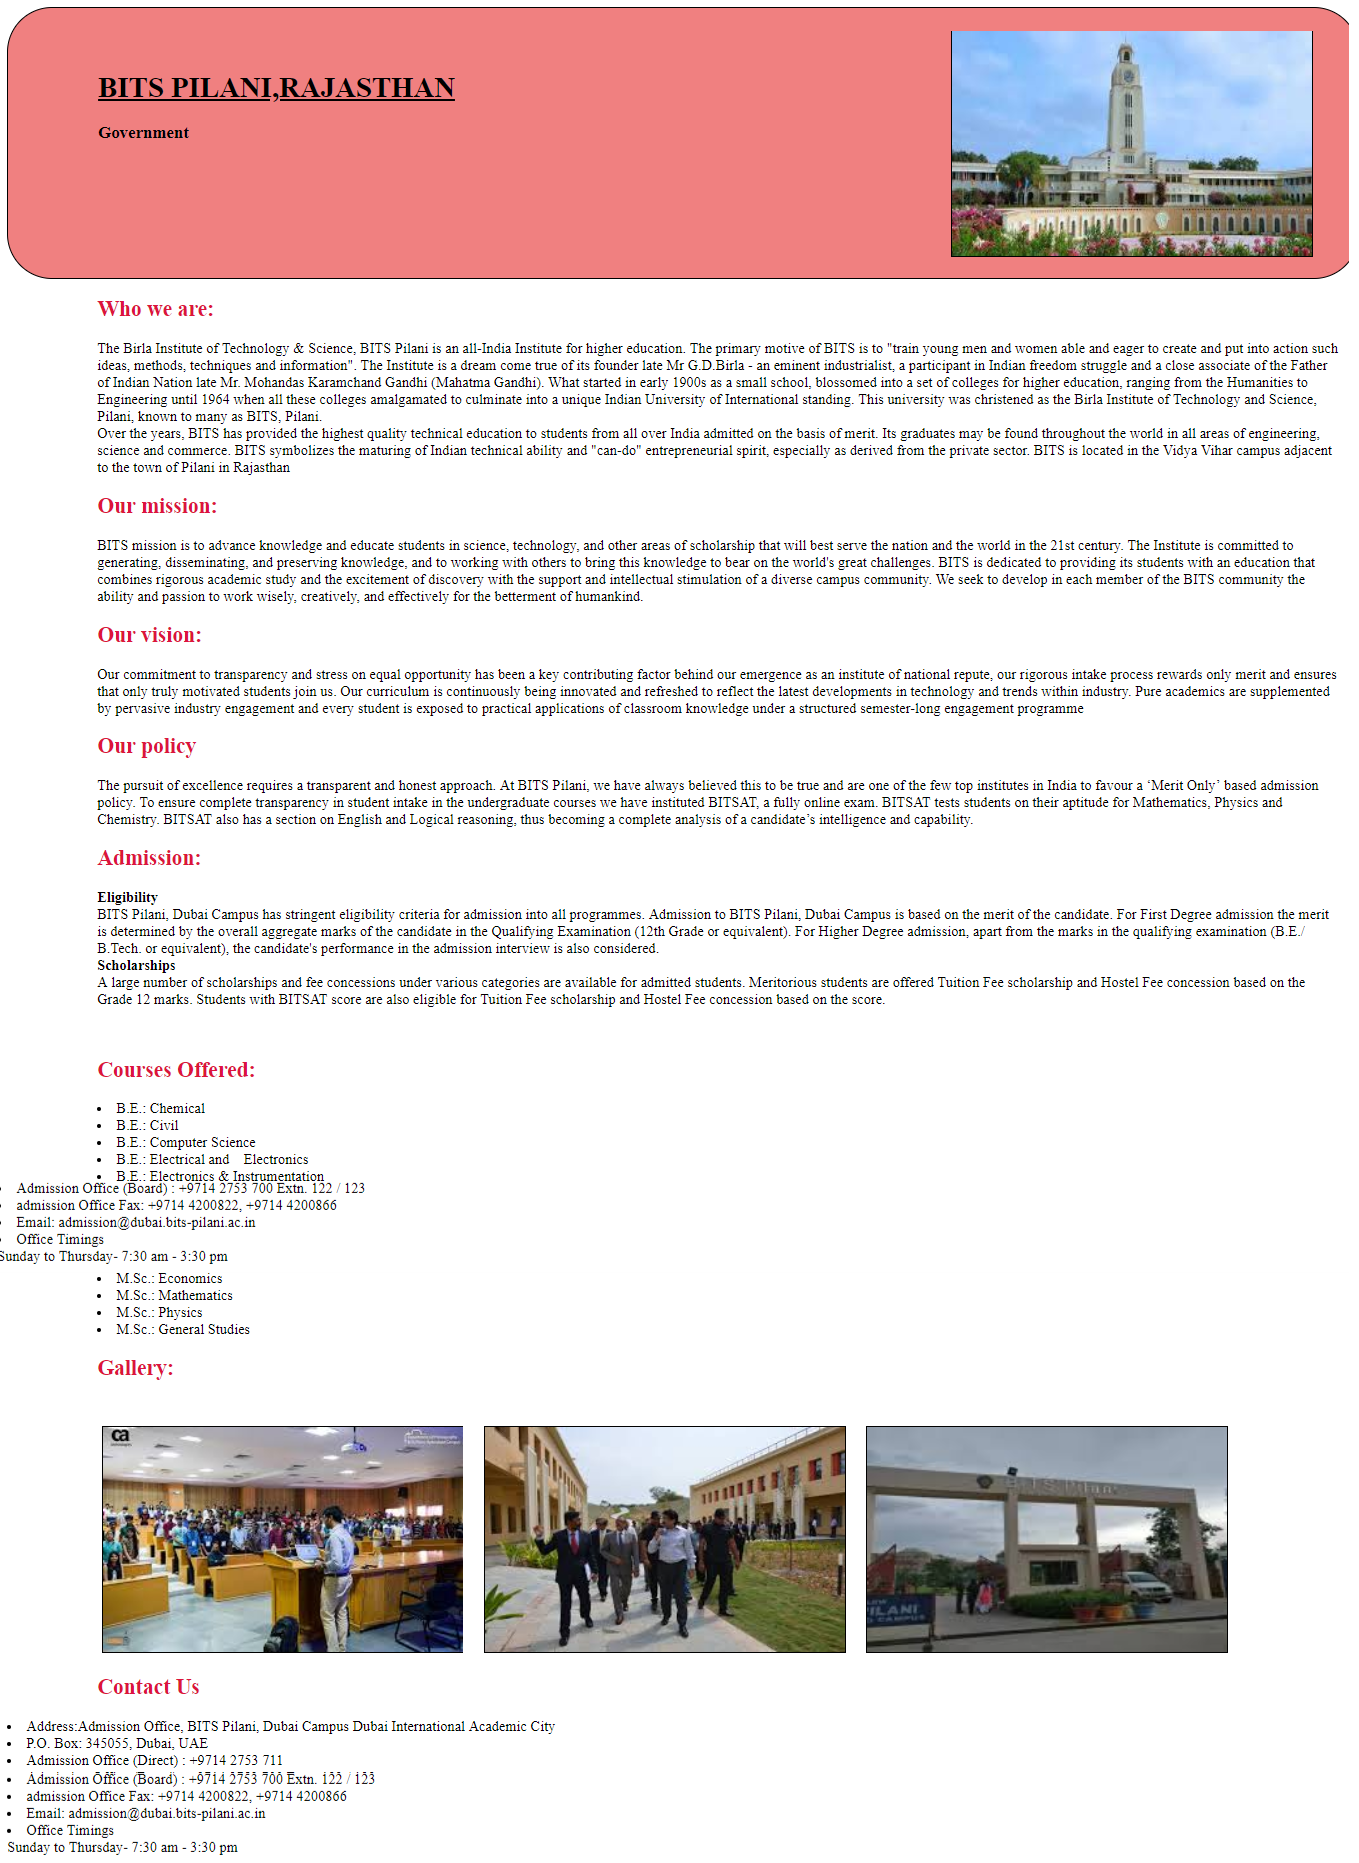 BITS PILANI,RAJASTHAN
Government
Who we are:
The Birla Institute of Technology & Science, BITS Pilani is an all-India Institute for higher education. The primary motive of BITS is to "train young men and women able and eager to create and put into action such
ideas, methods, techniques and information". The Institute is a dream come true of its founder late Mr G.D.Birla - an eminent industrialist, a participant in Indian freedom struggle and a close associate of the Father
of Indian Nation late Mr. Mohandas Karamchand Gandhi (Mahatma Gandhi). What started in early 1900s as a small school, blossomed into a set of colleges for higher education, ranging from the Humanities to
Engineering until 1964 when all these colleges amalgamated to culminate into a unique Indian University of International standing. This university was christened as the Birla Institute of Technology and Science,
Pilani, known to many as BITS, Pilani.
Over the years, BITS has provided the highest quality technical education to students from all over India admitted on the basis of merit. Its graduates may be found throughout the world in all areas of engineering,
science and commerce. BITS symbolizes the maturing of Indian technical ability and "can-do" entrepreneurial spirit, especially as derived from the private sector. BITS is located in the Vidya Vihar campus adjacent
to the town of Pilani in Rajasthan
Our mission:
BITS mission is to advance knowledge and educate students in science, technology, and other areas of scholarship that will best serve the nation and the world in the 21st century. The Institute is committed to
generating, disseminating, and preserving knowledge, and to working with others to bring this knowledge to bear on the world's great challenges. BITS is dedicated to providing its students with an education that
combines rigorous academic study and the excitement of discovery with the support and intellectual stimulation of a diverse campus community. We seek to develop in each member of the BITS community the
ability and passion to work wisely, creatively, and effectively for the betterment of humankind.
Our vision:
Our commitment to transparency and stress on equal opportunity has been a key contributing factor behind our emergence as an institute of national repute, our rigorous intake process rewards only merit and ensures
that only truly motivated students join us. Our curriculum is continuously being innovated and refreshed to reflect the latest developments in technology and trends within industry. Pure academics are supplemented
by pervasive industry engagement and every student is exposed to practical applications of classroom knowledge under a structured semester-long engagement programme
Our policy
The pursuit of excellence requires a transparent and honest approach. At BITS Pilani, we have always believed this to be true and are one of the few top institutes in India to favour a ‘Merit Only’ based admission
policy. To ensure complete transparency in student intake in the undergraduate courses we have instituted BITSAT, a fully online exam. BITSAT tests students on their aptitude for Mathematics, Physics and
Chemistry. BITSAT also has a section on English and Logical reasoning, thus becoming a complete analysis of a candidate’s intelligence and capability.
Admission:
Eligibility
BITS Pilani, Dubai Campus has stringent eligibility criteria for admission into all programmes. Admission to BITS Pilani, Dubai Campus is based on the merit of the candidate. For First Degree admission the merit
is determined by the overall aggregate marks of the candidate in the Qualifying Examination (12th Grade or equivalent). For Higher Degree admission, apart from the marks in the qualifying examination (B.E./
B.Tech. or equivalent), the candidate's performance in the admission interview is also considered.
Scholarships
A large number of scholarships and fee concessions under various categories are available for admitted students. Meritorious students are offered Tuition Fee scholarship and Hostel Fee concession based on the
Grade 12 marks. Students with BITSAT score are also eligible for Tuition Fee scholarship and Hostel Fee concession based on the score.
Courses Offered:
• B.E.: Chemical
• B.E.: Civil
• B.E.: Computer Science
• B.E.: Electrical and Electronics
• B.E.: Electronics & Instrumentation
• Admission Office (Board) : +9714 2753 700 Extn. 122 / 123
• admission Office Fax: +9714 4200822, +9714 4200866
• Email: admission@dubai.bits-pilani.ac.in
• Office Timings
Sunday to Thursday- 7:30 am - 3:30 pm
• M.Sc.: Economics
• M.Sc.: Mathematics
• M.Sc.: Physics
• M.Sc.: General Studies
Gallery:
ca
BITS Pilani
PILANI
CAMPUS
Contact Us
• Address:Admission Office, BITS Pilani, Dubai Campus Dubai International Academic City
• P.O. Box: 345055, Dubai, UAE
• Admission Office (Direct) : +9714 2753 711
• Admission Office (Board) : +9714 2753 700 Extn. 122 / 123
• admission Office Fax: +9714 4200822, +9714 4200866
• Email: admission@dubai.bits-pilani.ac.in
• Office Timings
Sunday to Thursday- 7:30 am - 3:30 pm